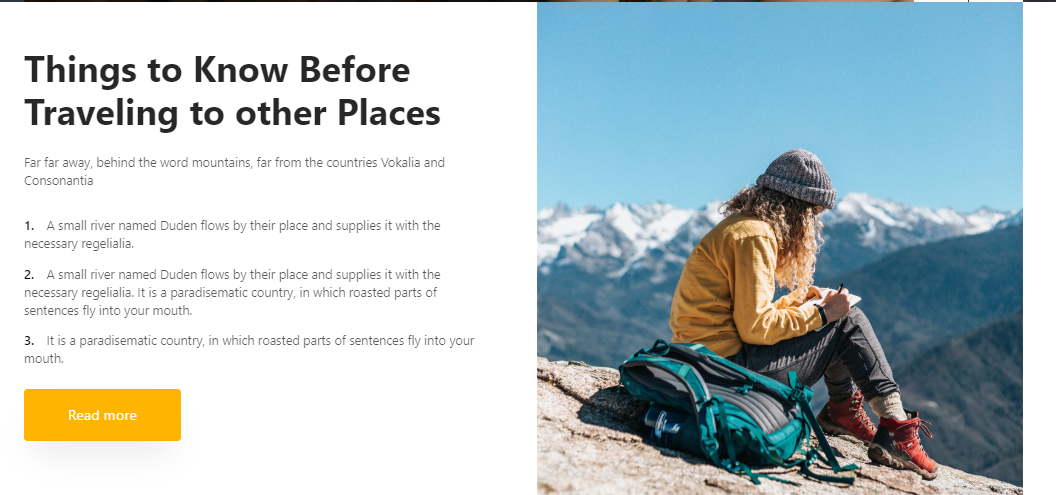 Things to Know Before
Traveling to other Places
Far far away, behind the word mountains, far from the countries Vokalia and
Consonantia
1. A small river named Duden flows by their place and supplies it with the
necessary regelialia.
2. A small river named Duden flows by their place and supplies it with the
necessary regelialia. It is a paradisematic country, in which roasted parts of
sentences fly into your mouth.
3. It is a paradisematic country, in which roasted parts of sentences fly into your
mouth.
Read more